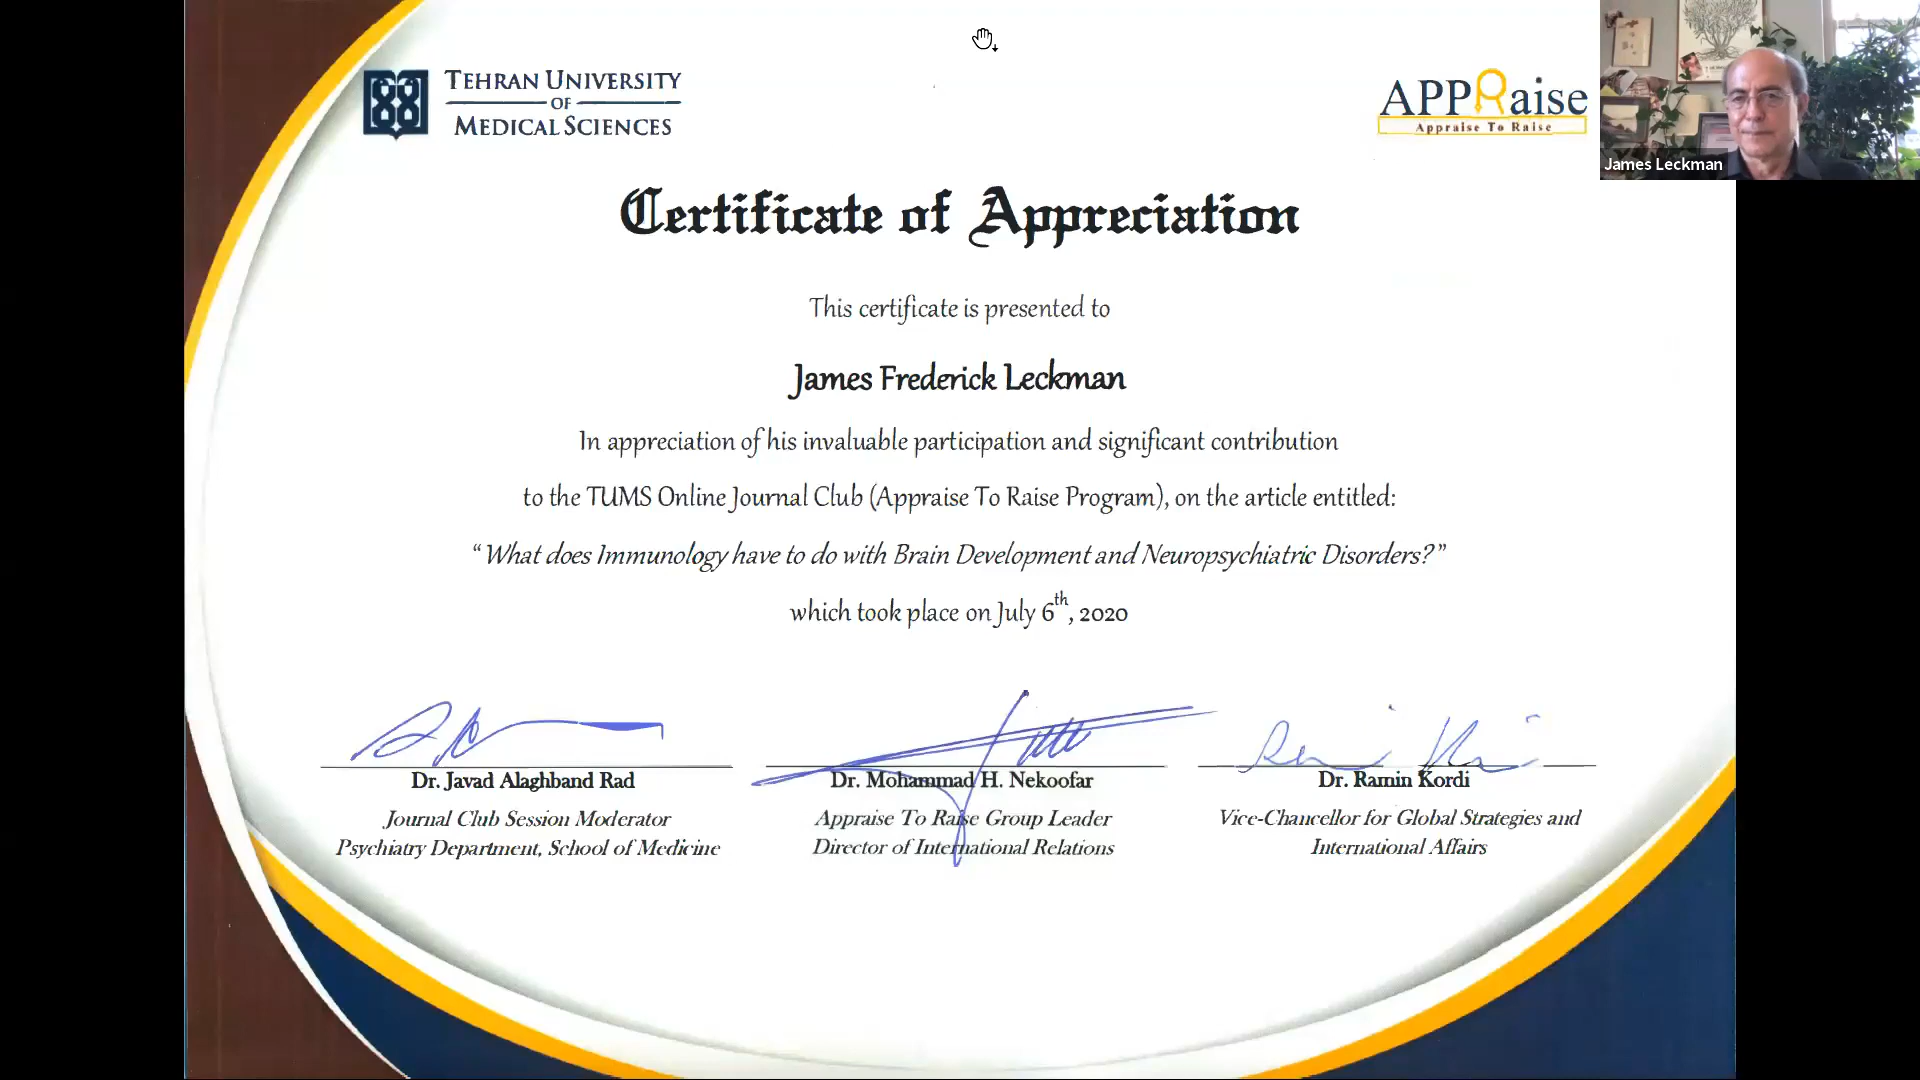 TEHRAN UNIVERSITY
OF
MEDICAL SCIENCES
APPRaise
Appraise To Raise
James Leckman
Certificate of Appreciation
This certificate is presented to
James Frederick Leckman
In appreciation of his invaluable participation and significant contribution
to the TUMS Online Journal Club (Appraise To Raise Program), on the article entitled:
“What does Immunology have to do with Brain Development and Neuropsychiatric Disorders?”
which took place on July 6th, 2020
Dr. Javad Alaghband Rad
Journal Club Session Moderator
Psychiatry Department, School of Medicine
Dr. Mohammad H. Nekoofar
Appraise To Raise Group Leader
Director of International Relations
Dr. Ramin Kordi
Vice-Chancellor for Global Strategies and
International Affairs